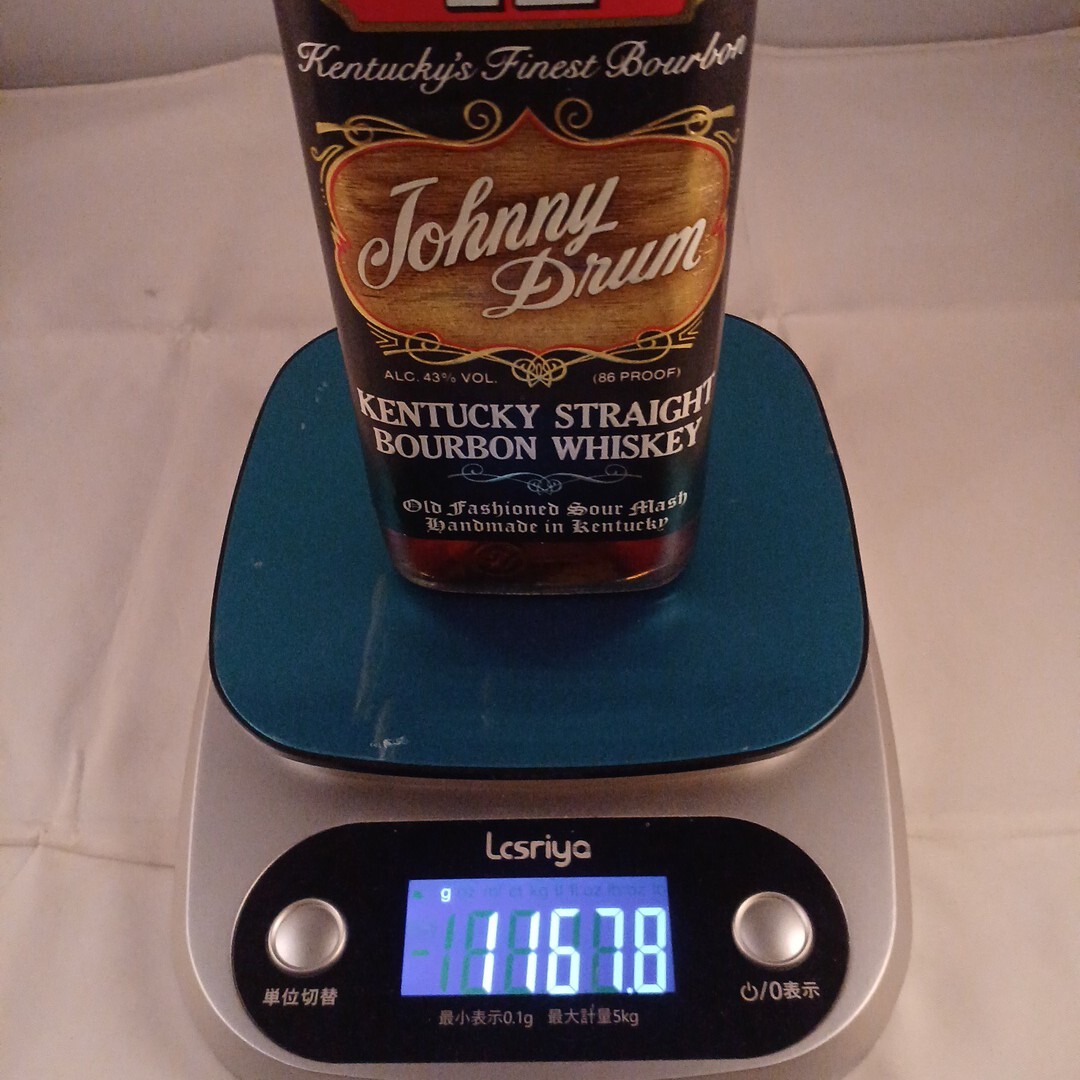 Kentucky's Finest Bourbon
Johnny
Drum
ALC. 43% VOL. (86 PROOF)
KENTUCKY STRAIGHT
BOURBON WHISKEY
Old Fashioned Sour Mash
Handmade in Kentucky
Lcsriya
g
1167.8
単位切替
⏻/0表示
最小表示0.1g 最大計量5kg